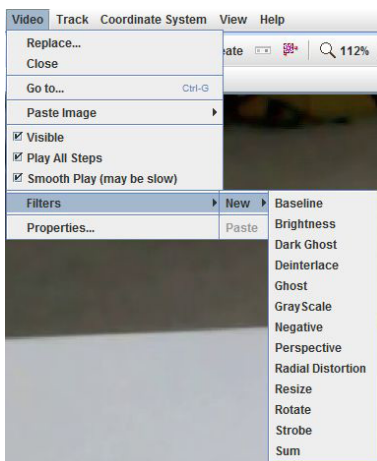 Video Track Coordinate System View Help
Replace...
Close
Go to... Ctrl-G
Paste Image
Visible
Play All Steps
Smooth Play (may be slow)
Filters
Properties...
New
Paste
Baseline
Brightness
Dark Ghost
Deinterlace
Ghost
GrayScale
Negative
Perspective
Radial Distortion
Resize
Rotate
Strobe
Sum
112%